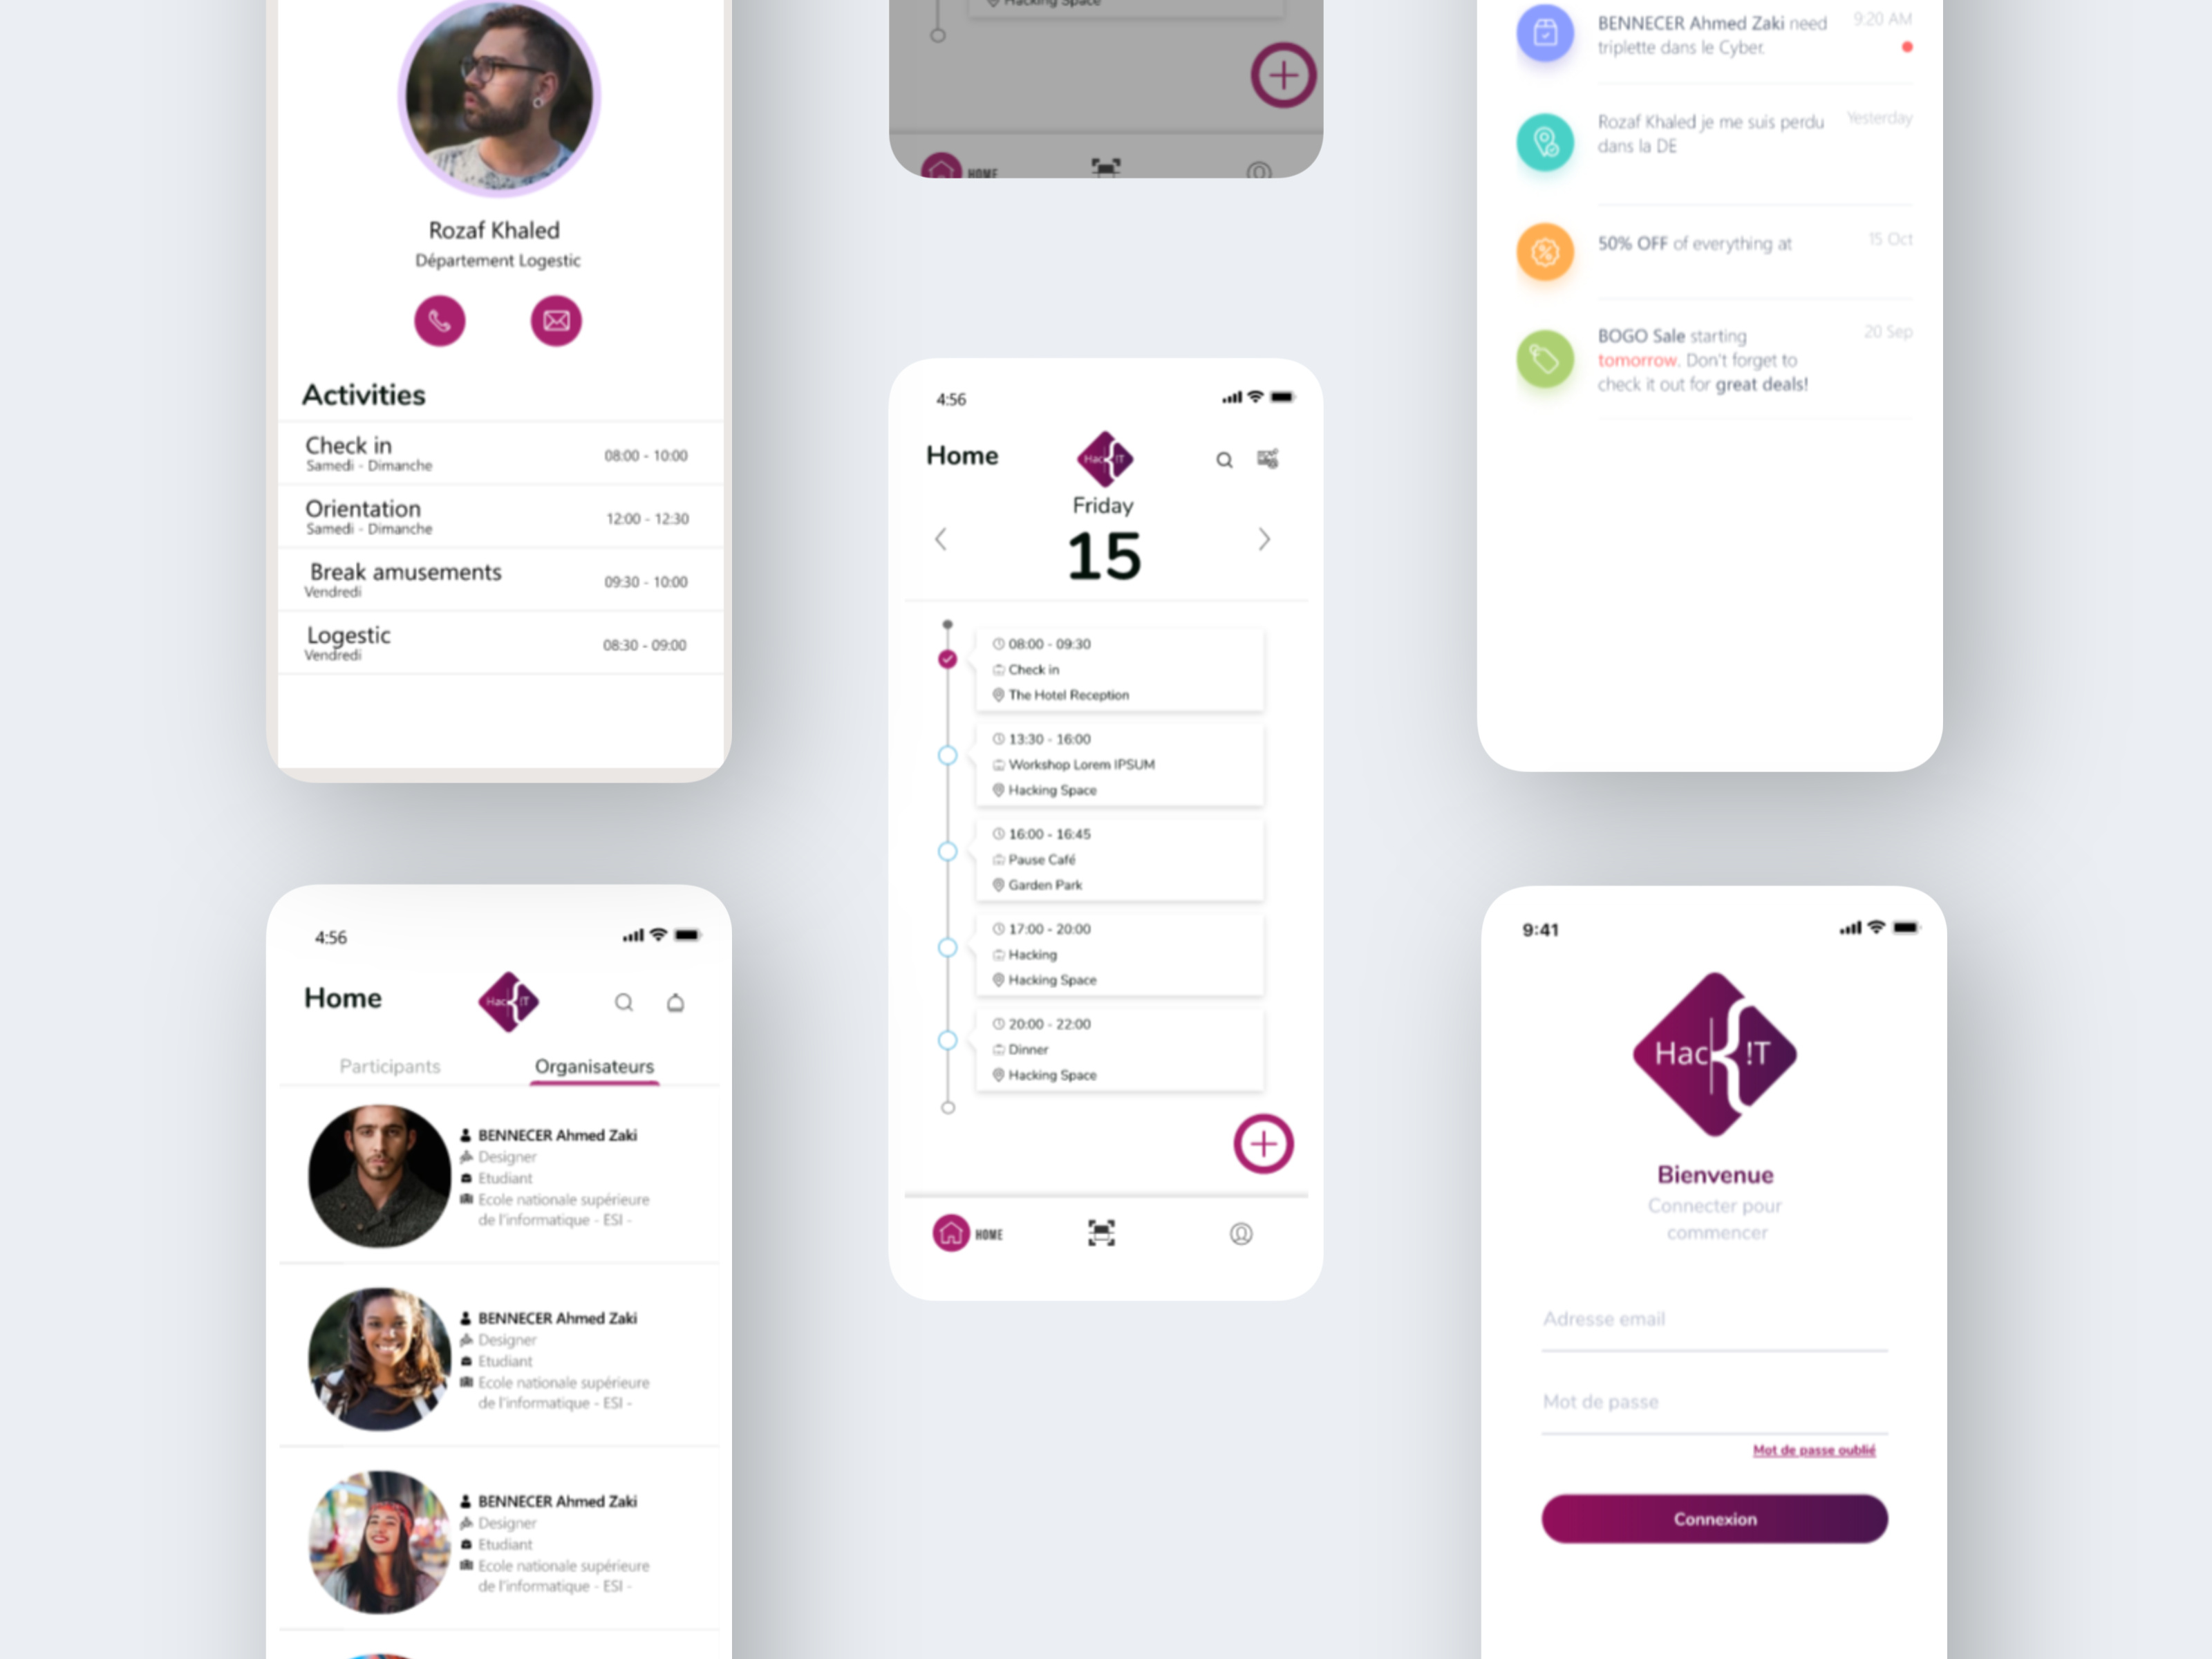 Rozaf Khaled
Département Logestic
Activities
Check in
Samedi - Dimanche
08:00 - 10:00
Orientation
Samedi - Dimanche
12:00 - 12:30
Break amusements
Vendredi
09:30 - 10:00
Logestic
Vendredi
08:30 - 09:00
4:56
Home
Hac{!T
Participants
Organisateurs
BENNECER Ahmed Zaki
Designer
Etudiant
Ecole nationale supérieure
de l'informatique - ESI -
BENNECER Ahmed Zaki
Designer
Etudiant
Ecole nationale supérieure
de l'informatique - ESI -
BENNECER Ahmed Zaki
Designer
Etudiant
Ecole nationale supérieure
de l'informatique - ESI -
Hacking Space
HOME
4:56
Home
Hac{!T
Friday
15
08:00 - 09:30
Check in
The Hotel Reception
13:30 - 16:00
Workshop Lorem IPSUM
Hacking Space
16:00 - 16:45
Pause Café
Garden Park
17:00 - 20:00
Hacking
Hacking Space
20:00 - 22:00
Dinner
Hacking Space
HOME
BENNECER Ahmed Zaki need
triplette dans le Cyber.
9:20 AM
Rozaf Khaled je me suis perdu
dans la DE
Yesterday
50% OFF of everything at
15 Oct
BOGO Sale starting
tomorrow. Don't forget to
check it out for great deals!
20 Sep
9:41
Hac{!T
Bienvenue
Connecter pour
commencer
Adresse email
Mot de passe
Mot de passe oublié
Connexion